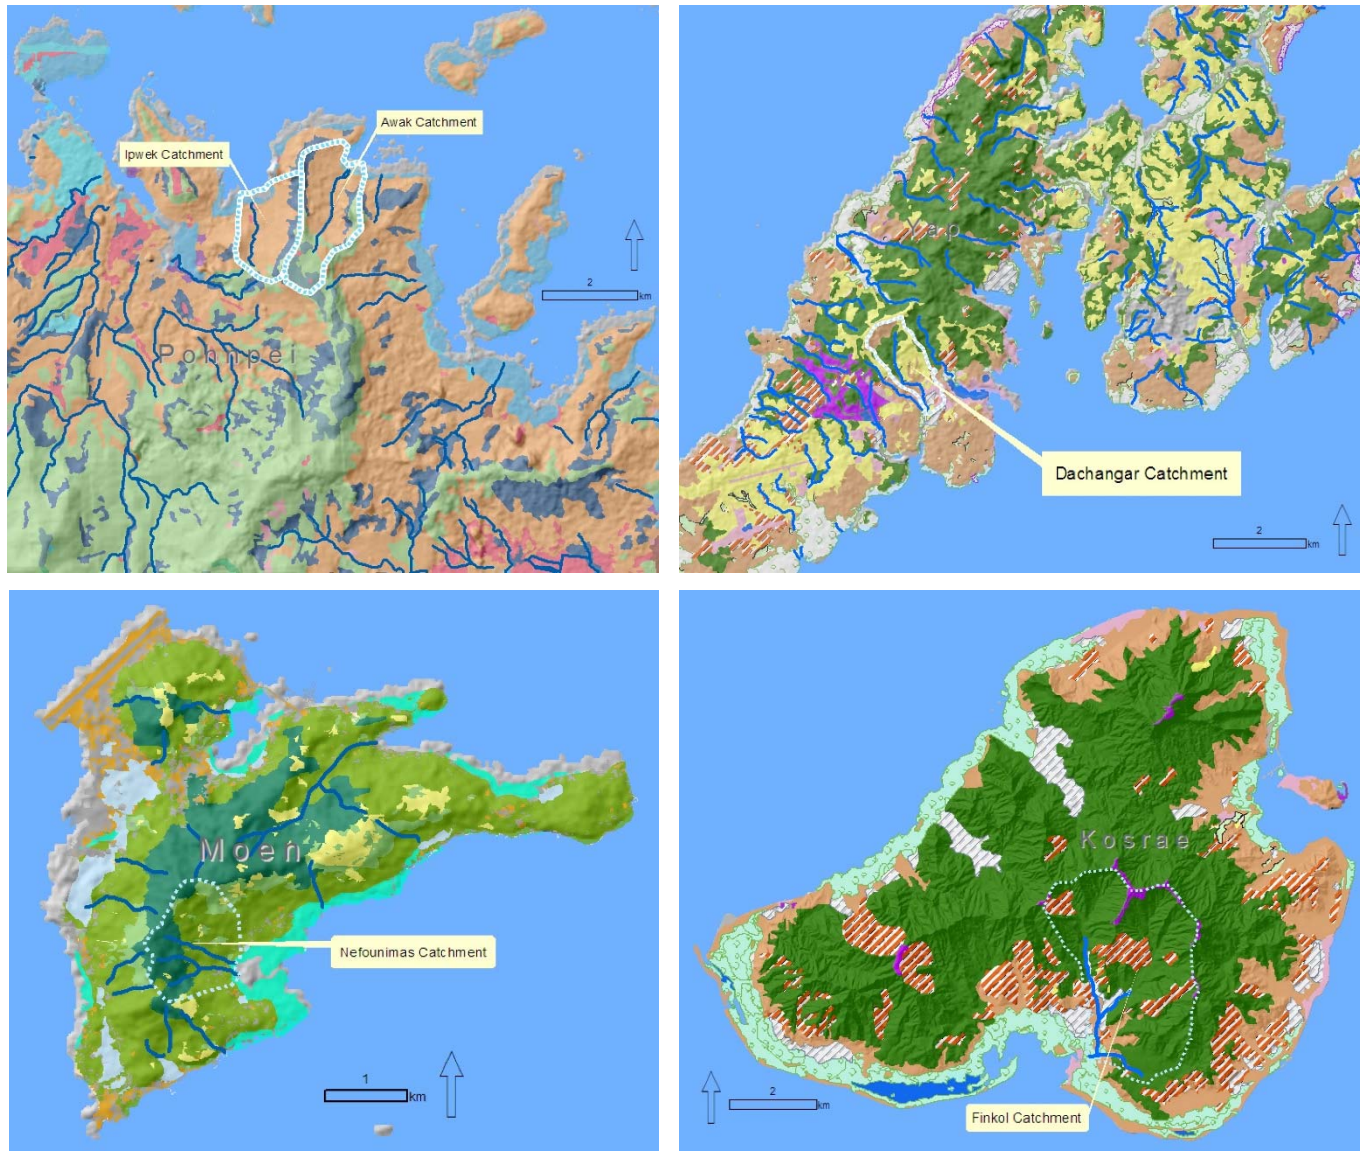 Awak Catchment
Ipwek Catchment
2
km
Pohnpei
Yap
Dachangar Catchment
2
km
Moen
Nefounimas Catchment
1
km
Kosrae
2
km
Finkol Catchment